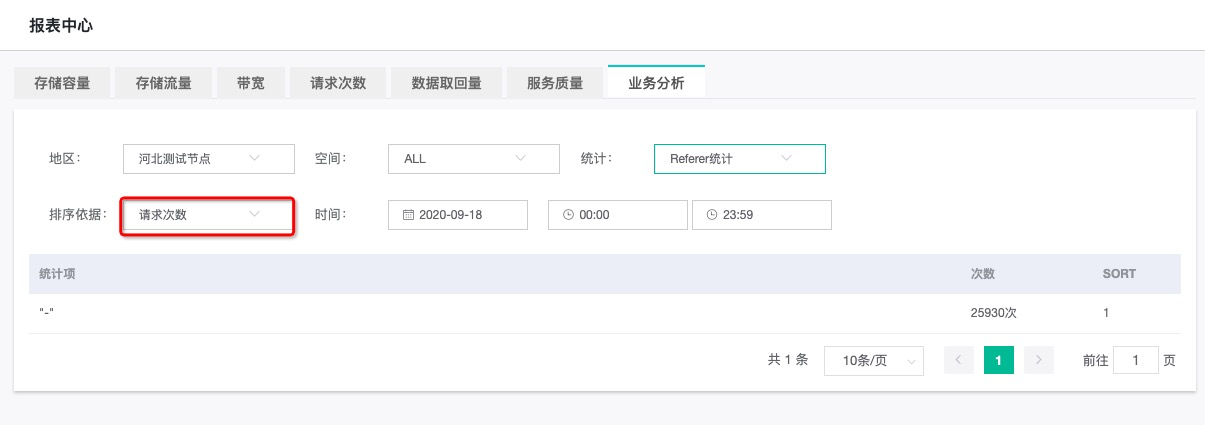 报表中心
存储容量 存储流量 带宽 请求次数 数据取回量 服务质量 业务分析
地区： 河北测试节点 空间： ALL 统计： Referer统计
排序依据： 请求次数 时间： 2020-09-18 00:00 23:59
统计项 次数 SORT
"-" 25930次 1
共 1 条 10条/页 1 前往 1 页